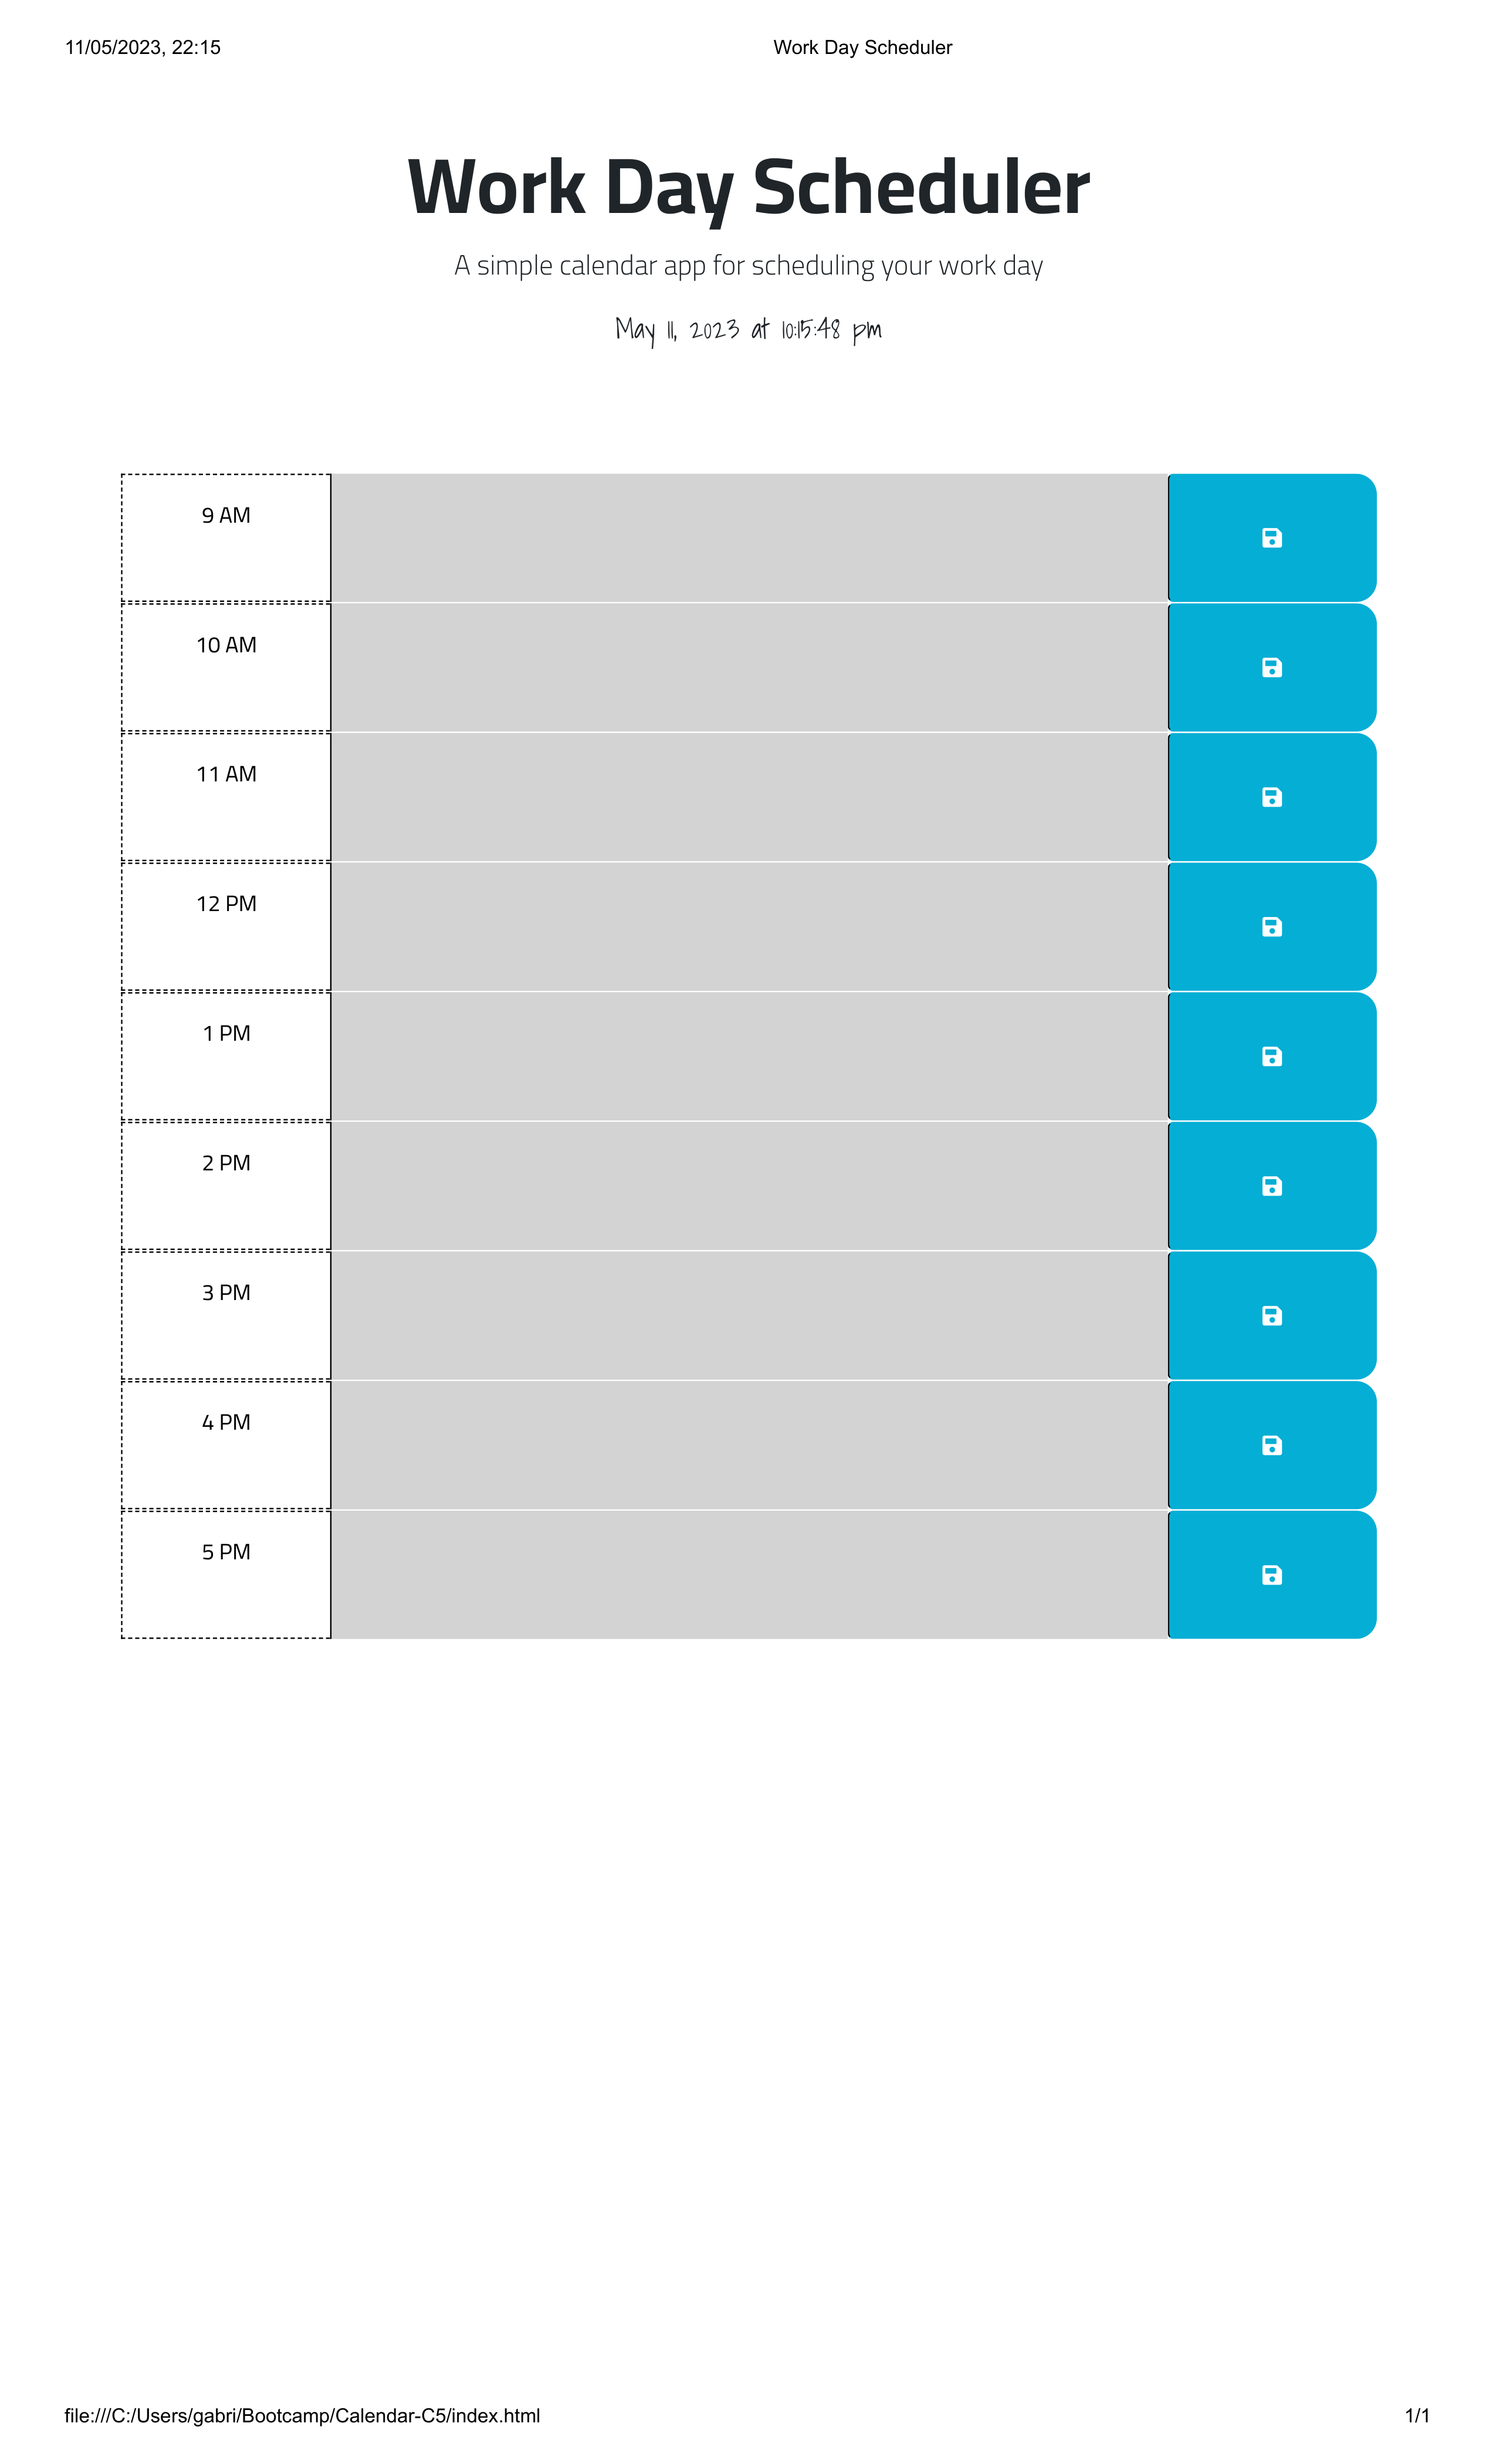 11/05/2023, 22:15 Work Day Scheduler
Work Day Scheduler
A simple calendar app for scheduling your work day
May 11, 2023 at 10:15:48 pm
9 AM
10 AM
11 AM
12 PM
1 PM
2 PM
3 PM
4 PM
5 PM
file:///C:/Users/gabri/Bootcamp/Calendar-C5/index.html 1/1